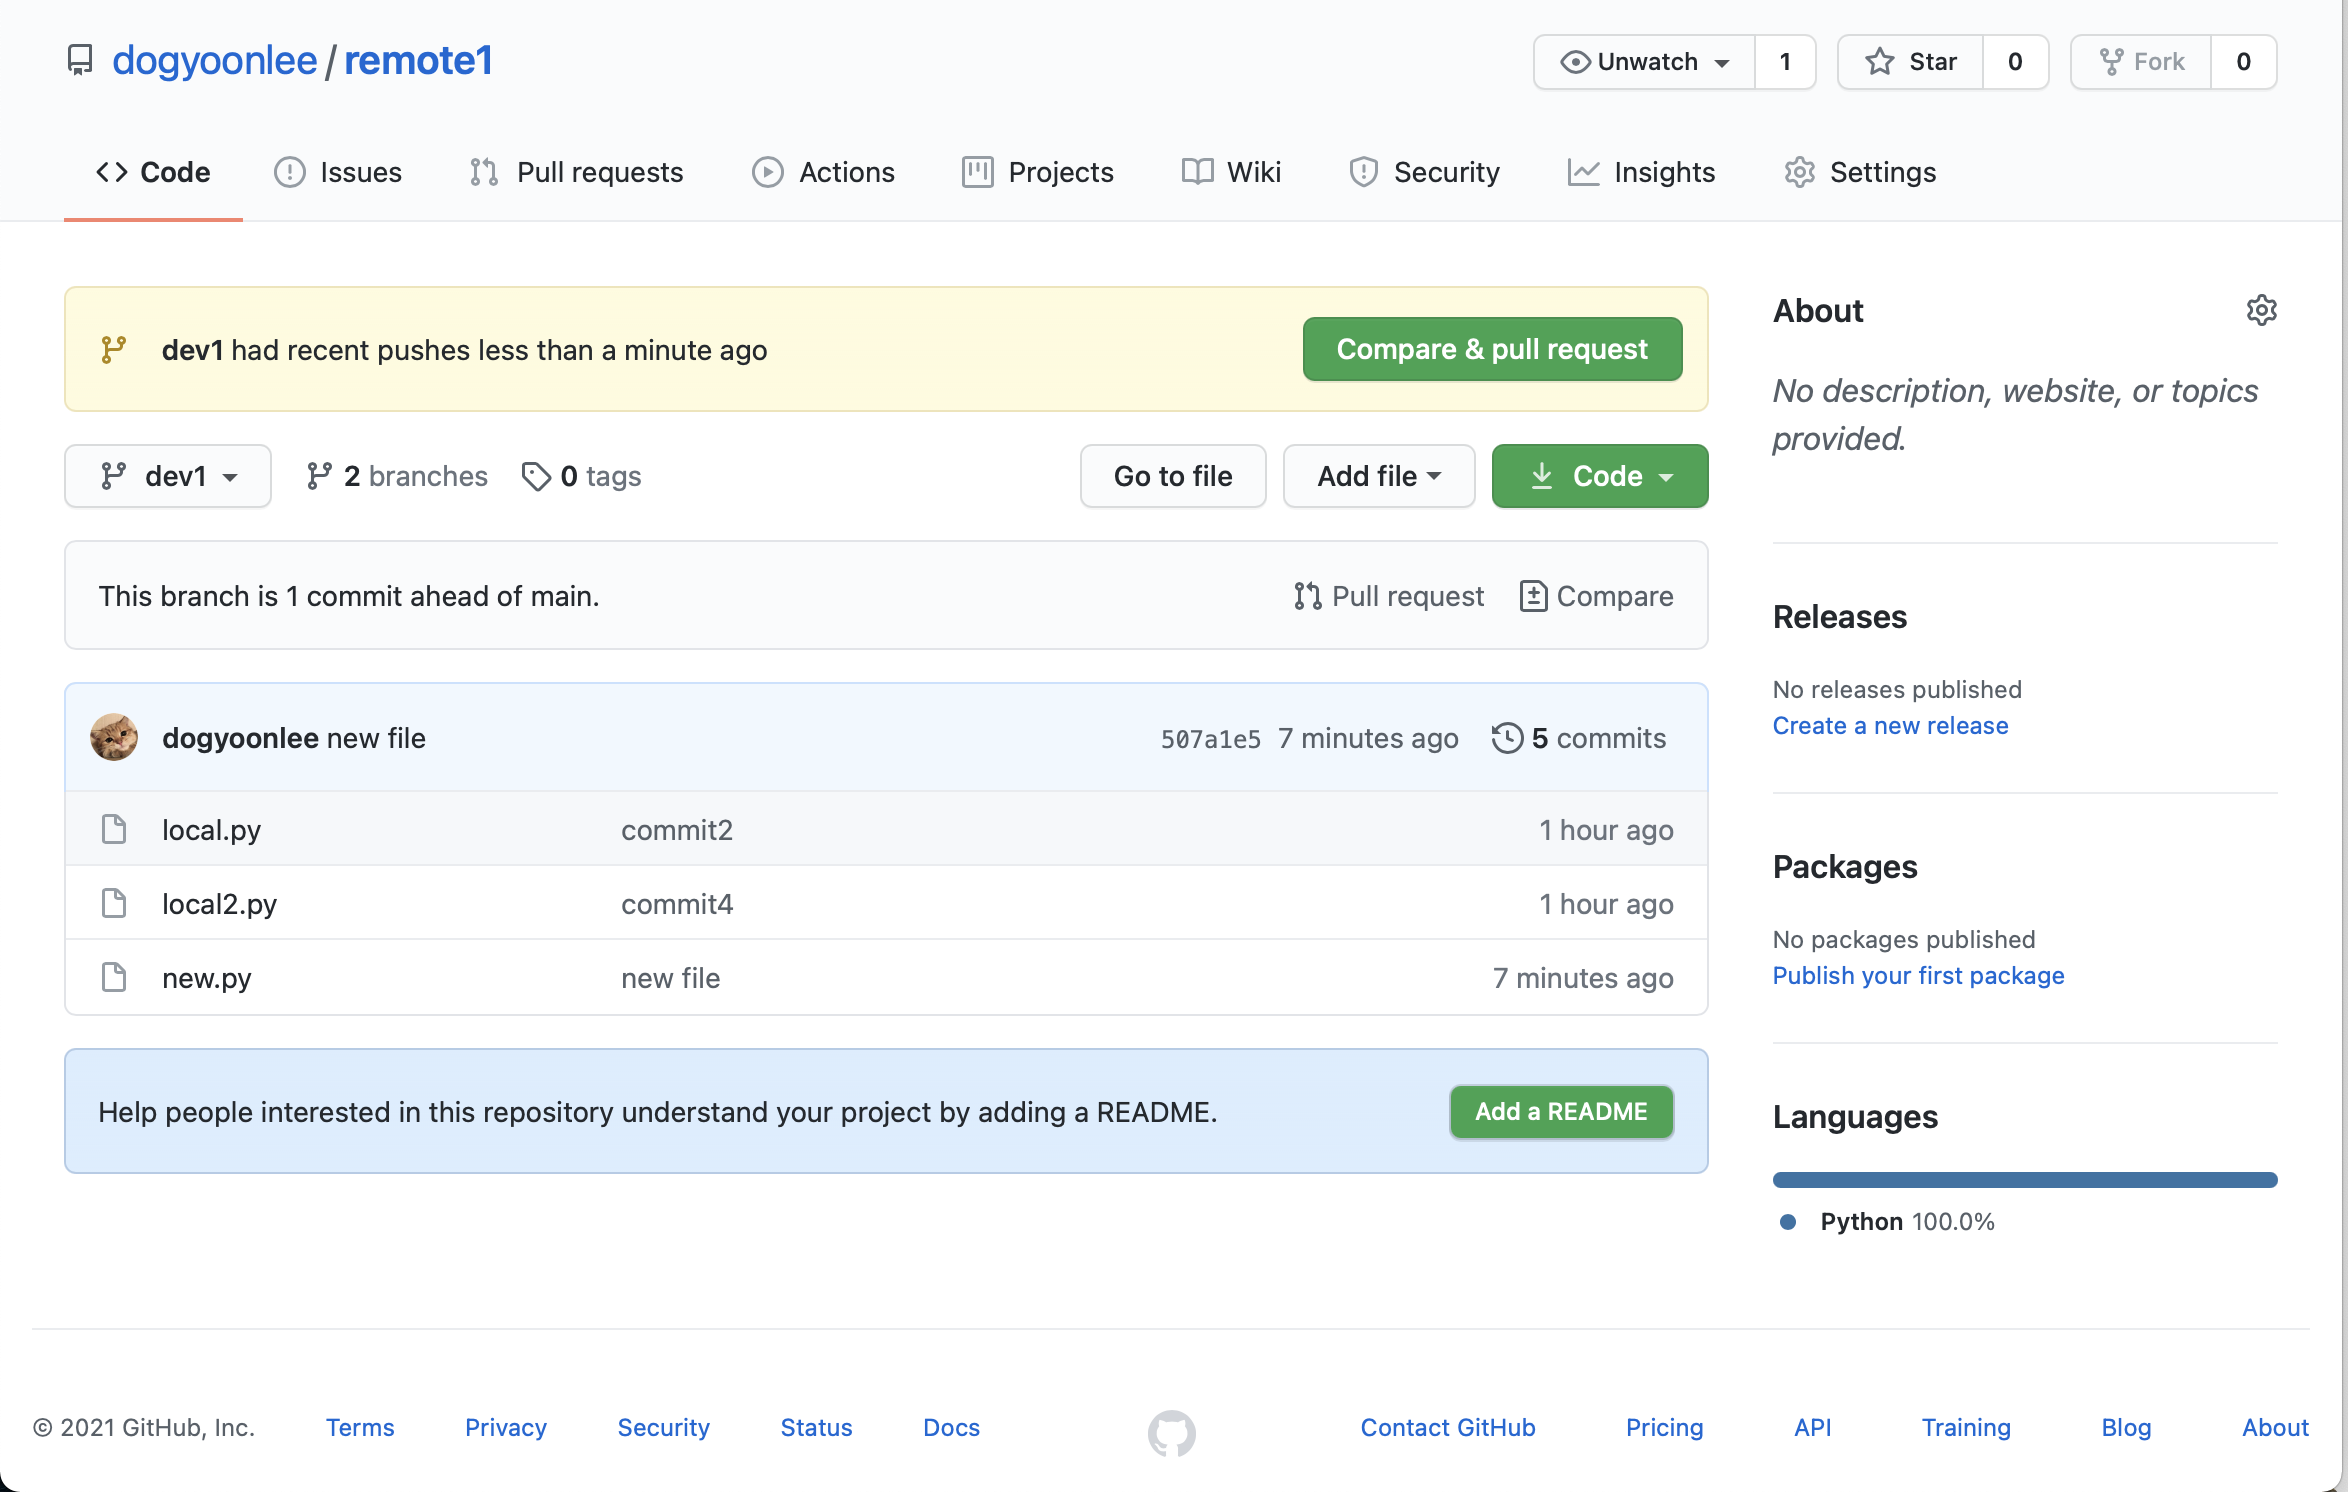 dogyoonlee / remote1
Unwatch 1
Star 0
Fork 0
Code Issues Pull requests Actions Projects Wiki Security Insights Settings
dev1 had recent pushes less than a minute ago
Compare & pull request
dev1 2 branches 0 tags
Go to file Add file Code
This branch is 1 commit ahead of main.
Pull request Compare
dogyoonlee new file 507a1e5 7 minutes ago 5 commits
local.py commit2 1 hour ago
local2.py commit4 1 hour ago
new.py new file 7 minutes ago
Help people interested in this repository understand your project by adding a README.
Add a README
About
No description, website, or topics
provided.
Releases
No releases published
Create a new release
Packages
No packages published
Publish your first package
Languages
Python 100.0%
© 2021 GitHub, Inc. Terms Privacy Security Status Docs Contact GitHub Pricing API Training Blog About